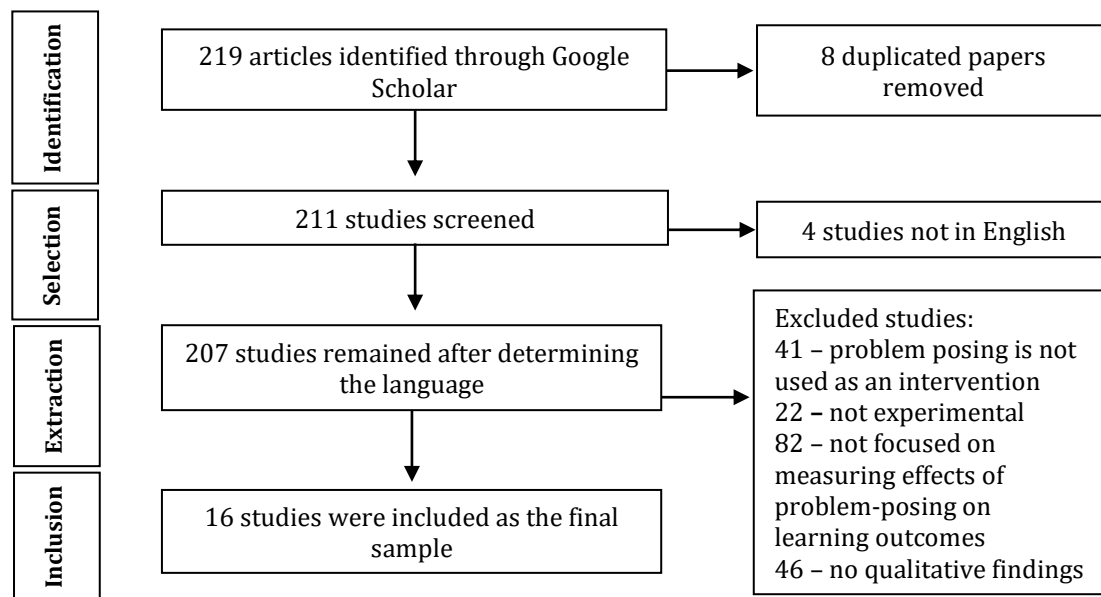 Identification
219 articles identified through Google
Scholar
8 duplicated papers
removed
Selection
211 studies screened
4 studies not in English
Extraction
207 studies remained after determining
the language
Excluded studies:
41 – problem posing is not
used as an intervention
22 – not experimental
82 – not focused on
measuring effects of
problem-posing on
learning outcomes
46 – no qualitative findings
Inclusion
16 studies were included as the final
sample